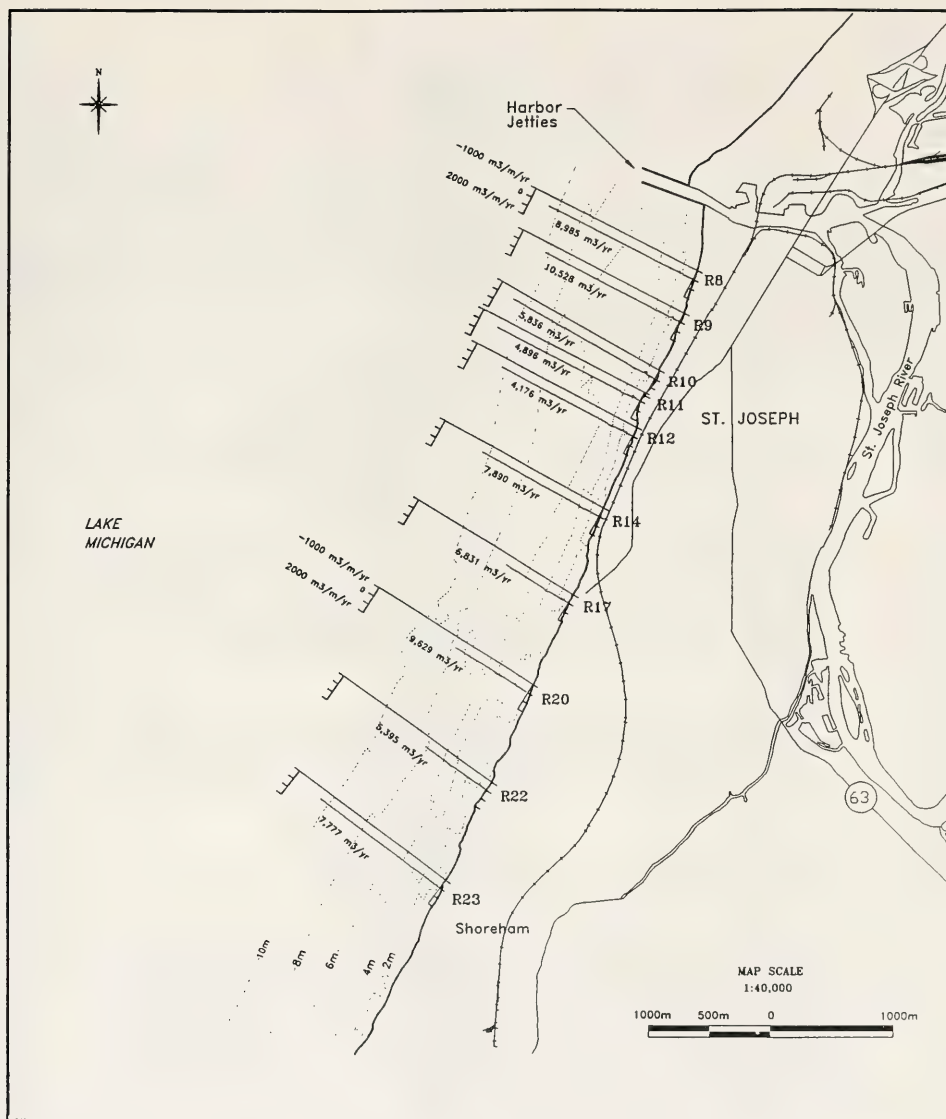 N
Harbor
Jetties
-1000 m3/m/yr
0
2000 m3/m/yr
8,985 m3/yr
R8
10,528 m3/yr
R9
5,836 m3/yr
R10
4,896 m3/yr
R11
4,176 m3/yr
R12
ST. JOSEPH
St. Joseph River
7,890 m3/yr
R14
LAKE
MICHIGAN
6,831 m3/yr
R17
-1000 m3/m/yr
0
2000 m3/m/yr
9,629 m3/yr
R20
5,395 m3/yr
R22
63
7,777 m3/yr
R23
Shoreham
-10m
-8m
6m
4m
2m
MAP SCALE
1:40,000
1000m 500m 0 1000m